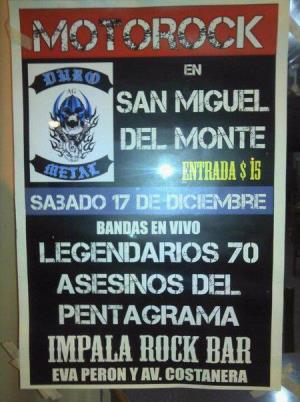 MOTOROCK
DURO
AG
METAL
EN
SAN MIGUEL
DEL MONTE
ENTRADA $ 15
SABADO 17 DE DICIEMBRE
BANDAS EN VIVO
LEGENDARIOS 70
ASESINOS DEL
PENTAGRAMA
IMPALA ROCK BAR
EVA PERON Y AV. COSTANERA